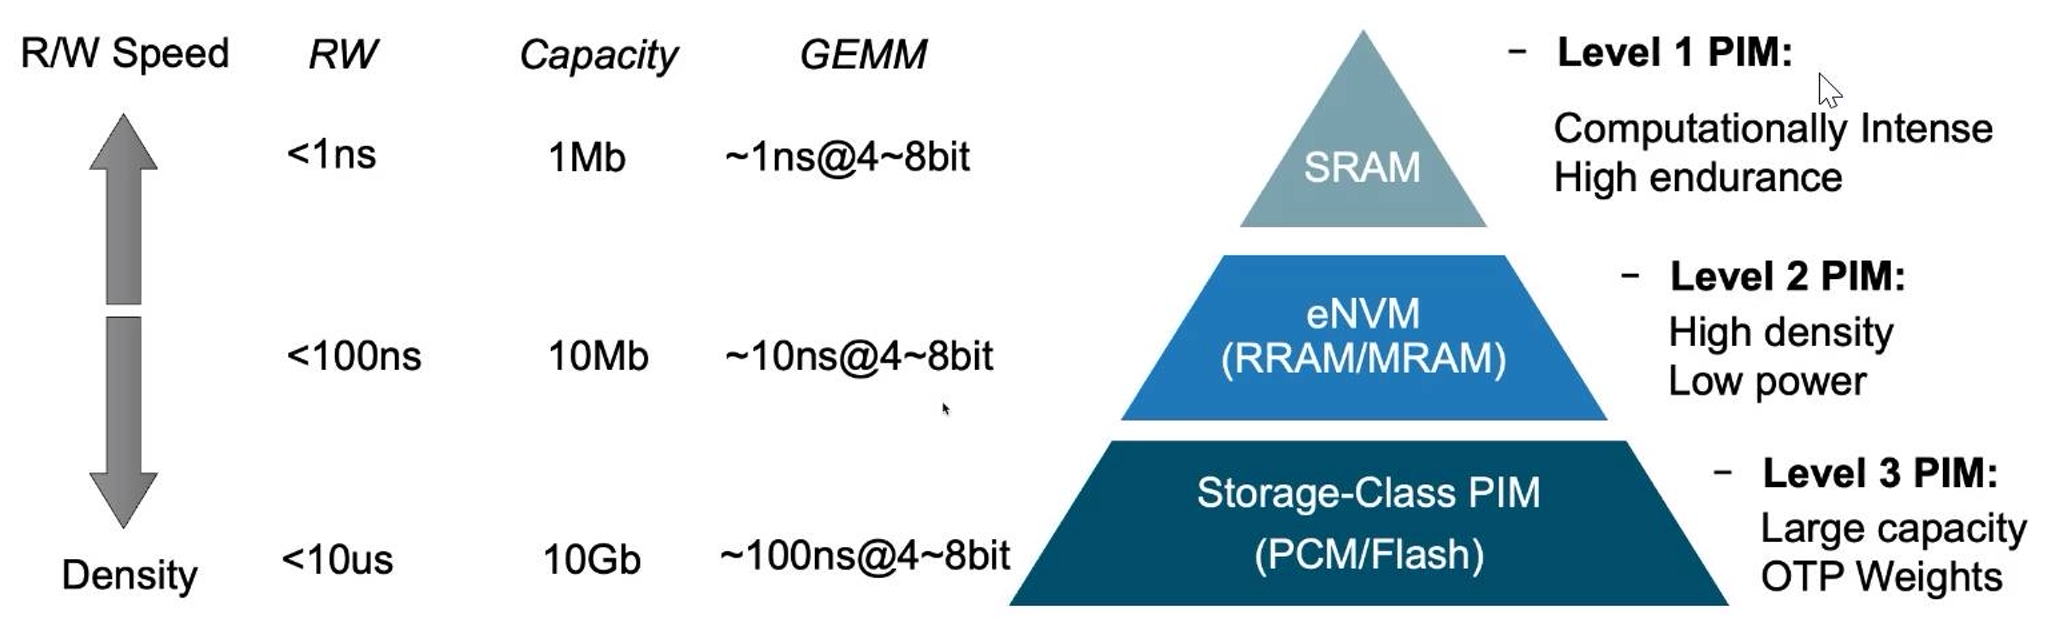 R/W Speed RW Capacity GEMM
<1ns 1Mb ~1ns@4~8bit
<100ns 10Mb ~10ns@4~8bit
<10us 10Gb ~100ns@4~8bit
Density
SRAM
eNVM
(RRAM/MRAM)
Storage-Class PIM
(PCM/Flash)
− Level 1 PIM:
Computationally Intense
High endurance
− Level 2 PIM:
High density
Low power
− Level 3 PIM:
Large capacity
OTP Weights